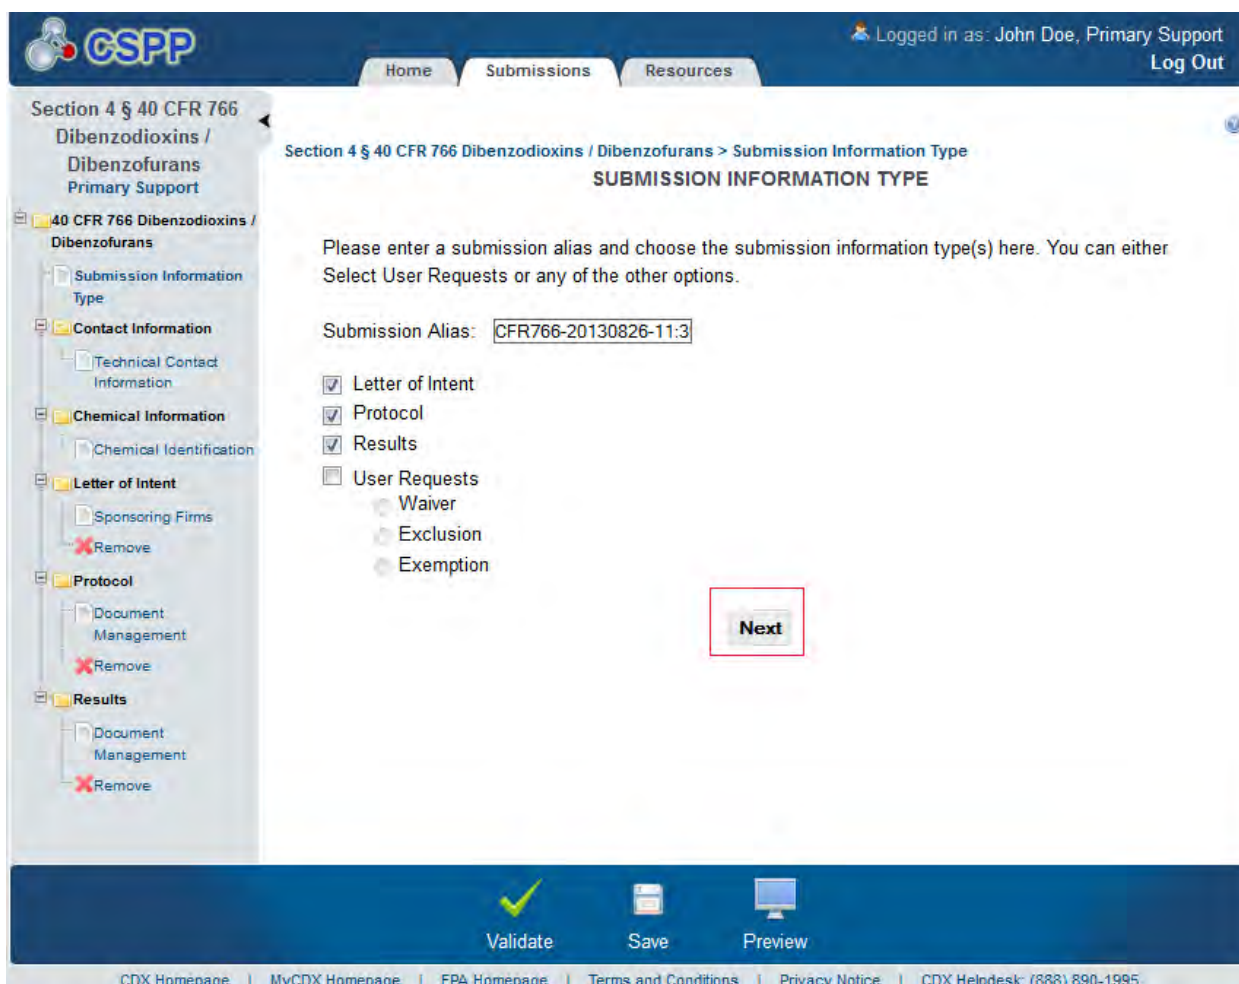 CSPP
Logged in as: John Doe, Primary Support
Log Out
Home
Submissions
Resources
Section 4 § 40 CFR 766
Dibenzodioxins /
Dibenzofurans
Primary Support
40 CFR 766 Dibenzodioxins /
Dibenzofurans
Submission Information
Type
Contact Information
Technical Contact
Information
Chemical Information
Chemical Identification
Letter of Intent
Sponsoring Firms
Remove
Protocol
Document
Management
Remove
Results
Document
Management
Remove
Section 4 § 40 CFR 766 Dibenzodioxins / Dibenzofurans > Submission Information Type
SUBMISSION INFORMATION TYPE
Please enter a submission alias and choose the submission information type(s) here. You can either
Select User Requests or any of the other options.
Submission Alias: CFR766-20130826-11:3
Letter of Intent
Protocol
Results
User Requests
Waiver
Exclusion
Exemption
Next
Validate
Save
Preview
CDX Homepage | MyCDX Homepage | EPA Homepage | Terms and Conditions | Privacy Notice | CDX Helpdesk: (888) 890-1995